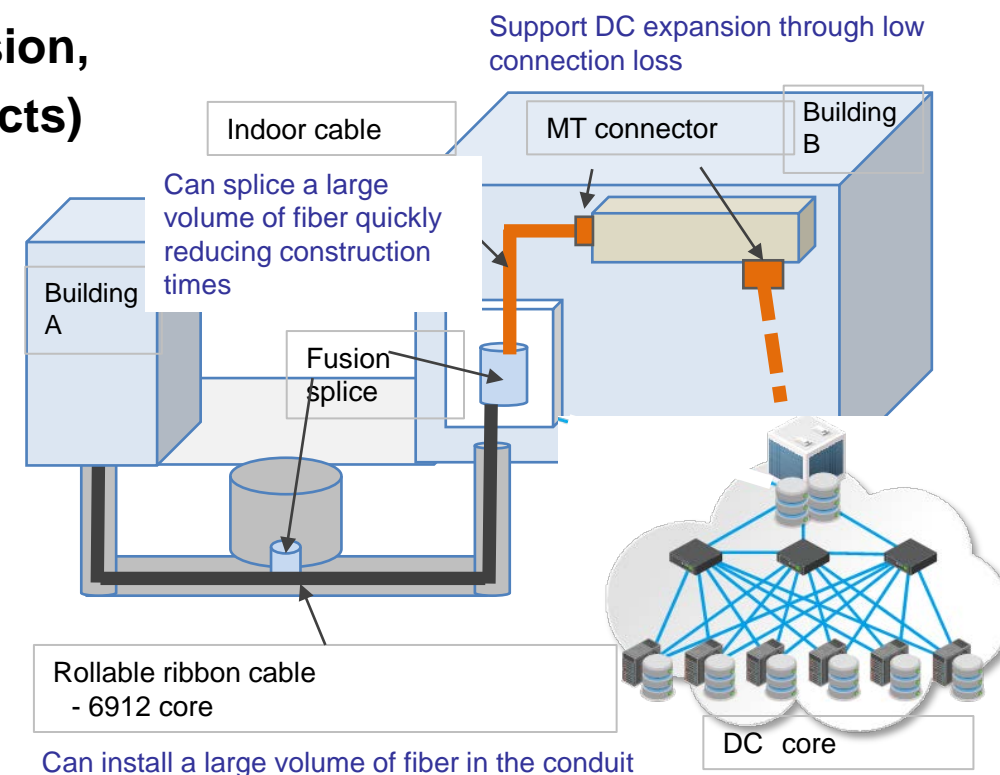 sion,
cts)
Support DC expansion through low
connection loss
Indoor cable
MT connector
Building
B
Can splice a large
volume of fiber quickly
reducing construction
times
Building
A
Fusion
splice
Rollable ribbon cable
- 6912 core
DC core
Can install a large volume of fiber in the conduit